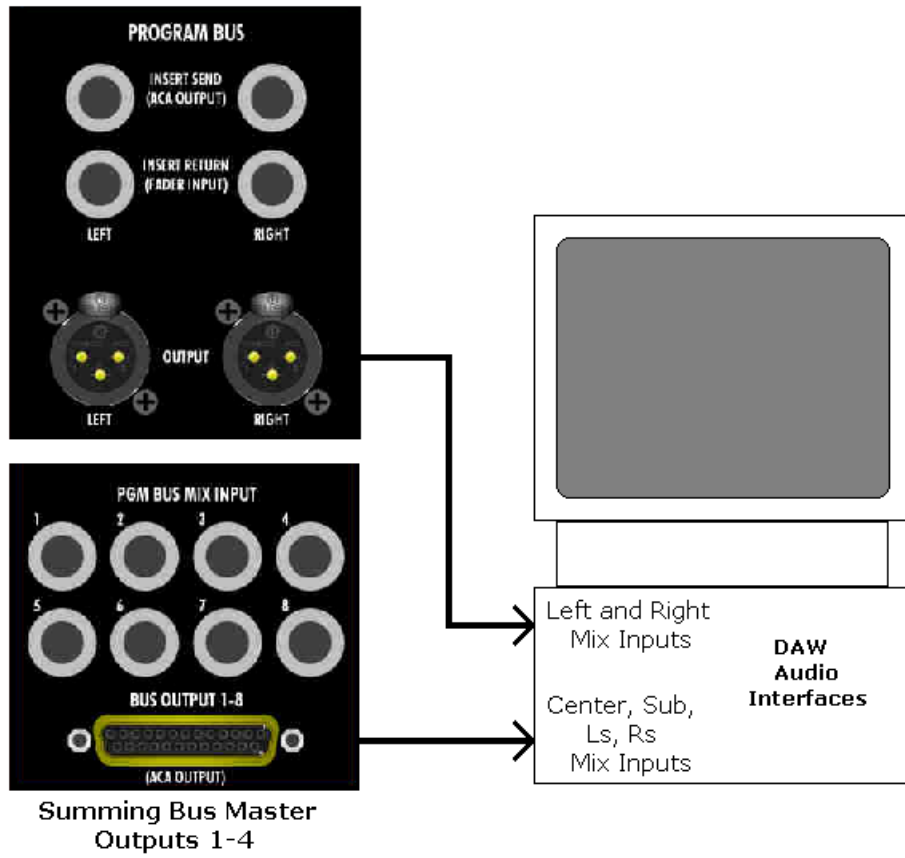 PROGRAM BUS
INSERT SEND
(ACA OUTPUT)
INSERT RETURN
(FADER INPUT)
LEFT RIGHT
OUTPUT
LEFT RIGHT
PGM BUS MIX INPUT
1 2 3 4
5 6 7 8
BUS OUTPUT 1-8
(ACA OUTPUT)
Summing Bus Master
Outputs 1-4
Left and Right
Mix Inputs
Center, Sub,
Ls, Rs
Mix Inputs
DAW
Audio
Interfaces